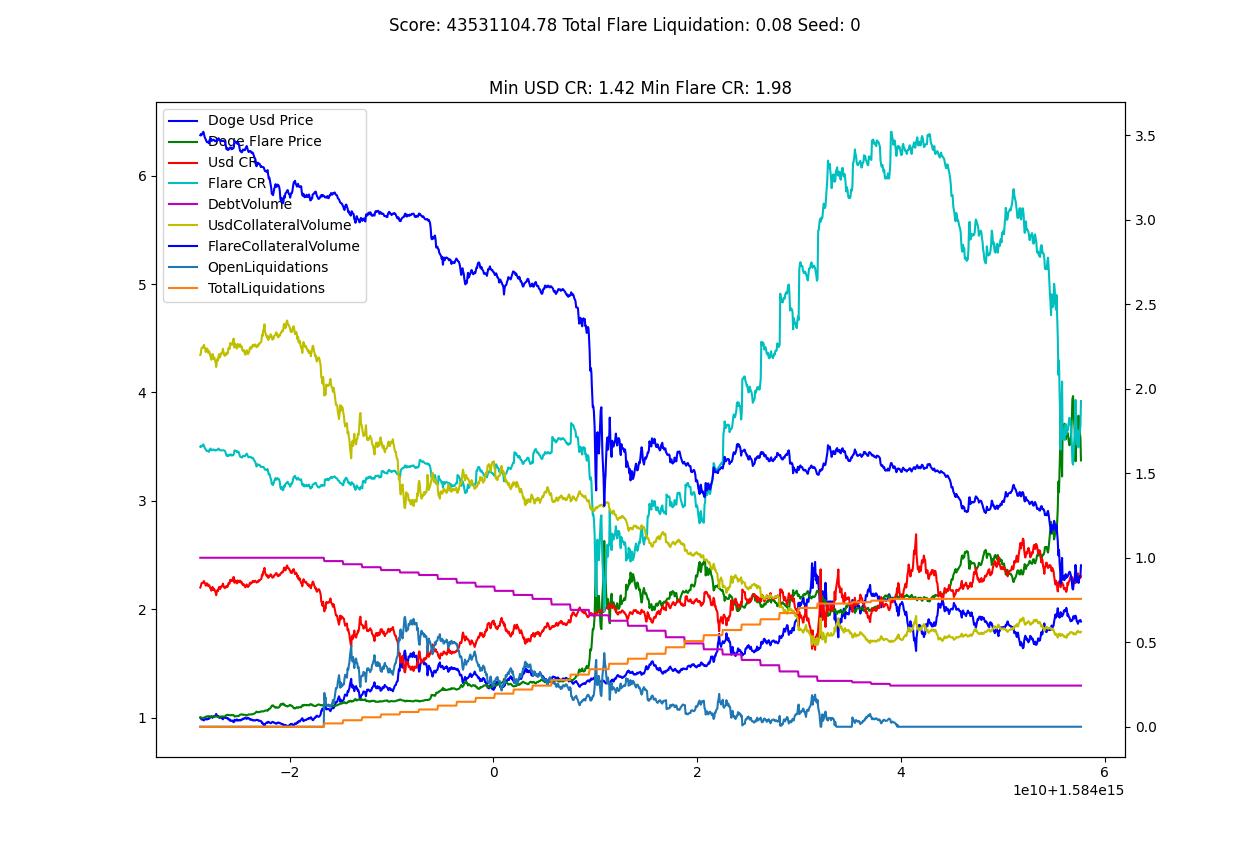 Score: 43531104.78 Total Flare Liquidation: 0.08 Seed: 0
Min USD CR: 1.42 Min Flare CR: 1.98
Doge Usd Price
Doge Flare Price
Usd CR
Flare CR
DebtVolume
UsdCollateralVolume
FlareCollateralVolume
OpenLiquidations
TotalLiquidations
6
5
4
3
2
1
3.5
3.0
2.5
2.0
1.5
1.0
0.5
0.0
−2
0
2
4
6
1e10+1.584e15